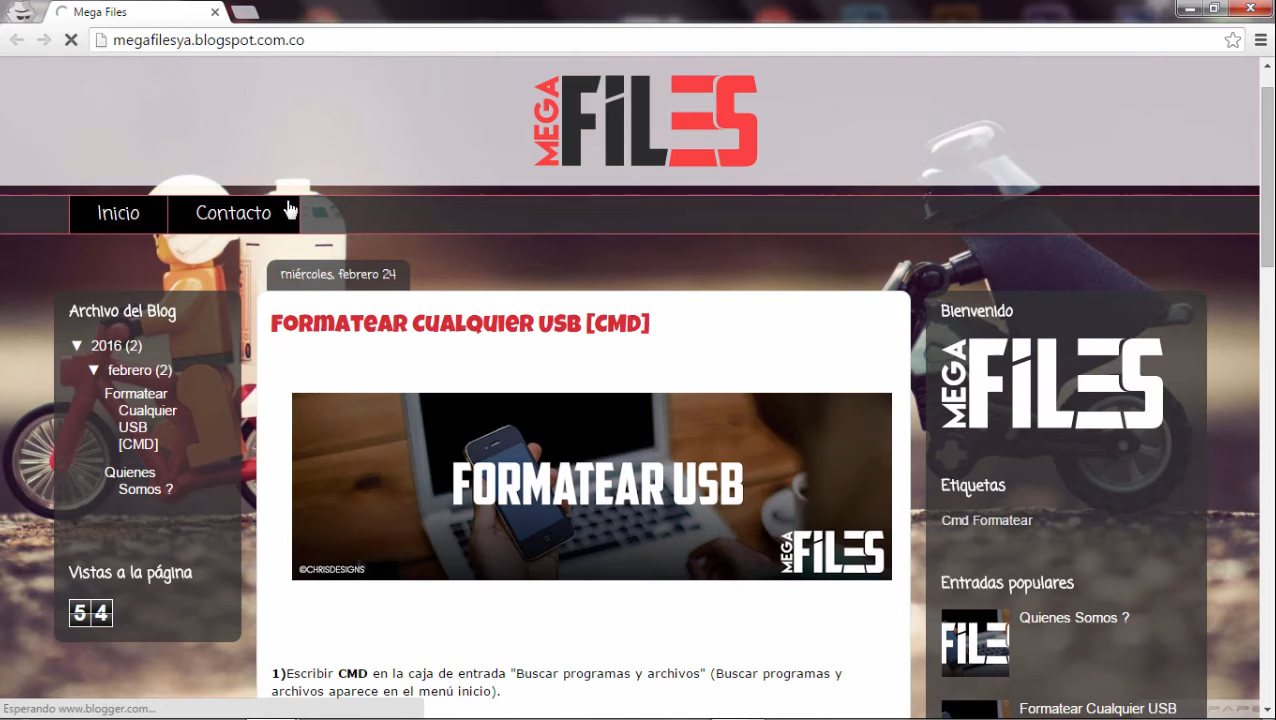 Mega Files
megafilesya.blogspot.com.co
MEGA FiLES
Inicio
Contacto
miércoles, febrero 24
Archivo del Blog
▼ 2016 (2)
▼ febrero (2)
Formatear
Cualquier
USB
[CMD]
Quienes
Somos ?
Vistas a la página
54
Formatear Cualquier USB [CMD]
FORMATEAR USB
©CHRISDESIGNS
MEGA FiLES
1)Escribir CMD en la caja de entrada "Buscar programas y archivos" (Buscar programas y
archivos aparece en el menú inicio).
Bienvenido
MEGA FiLES
Etiquetas
Cmd Formatear
Entradas populares
FiLES
Quienes Somos ?
Formatear Cualquier USB
Esperando www.blogger.com...